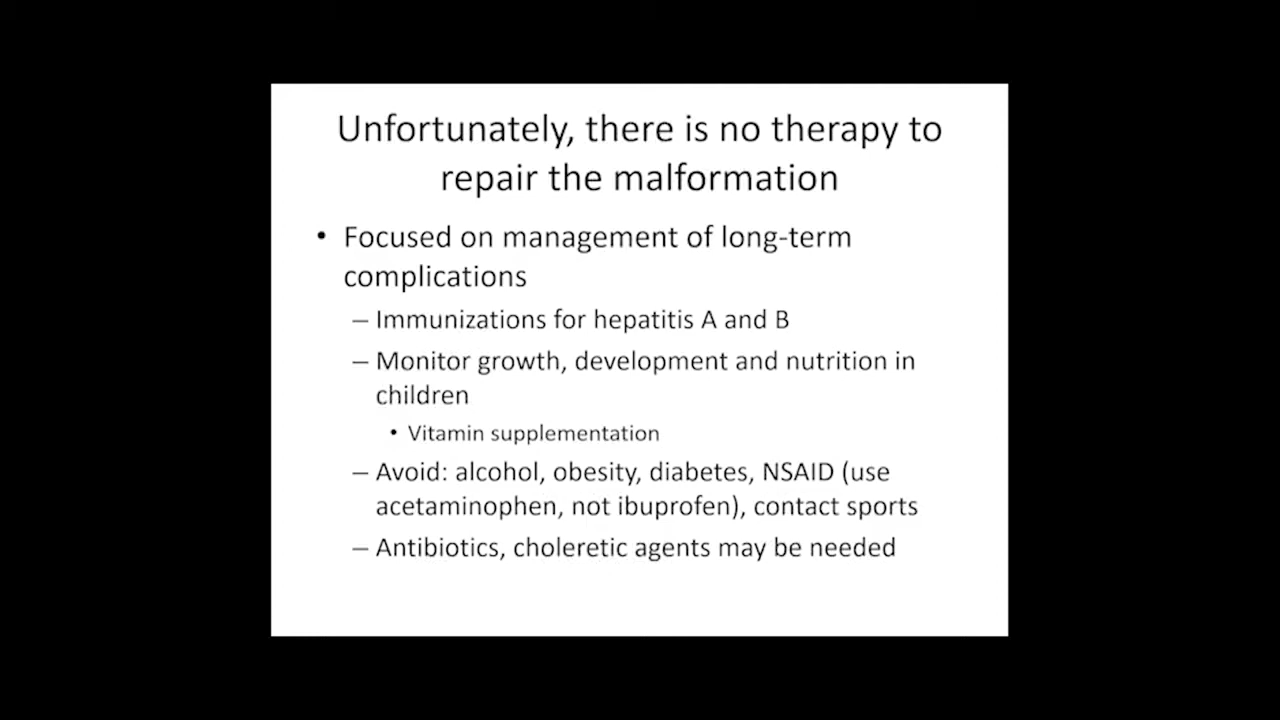 Unfortunately, there is no therapy to
repair the malformation
• Focused on management of long-term
complications
– Immunizations for hepatitis A and B
– Monitor growth, development and nutrition in
children
• Vitamin supplementation
– Avoid: alcohol, obesity, diabetes, NSAID (use
acetaminophen, not ibuprofen), contact sports
– Antibiotics, choleretic agents may be needed